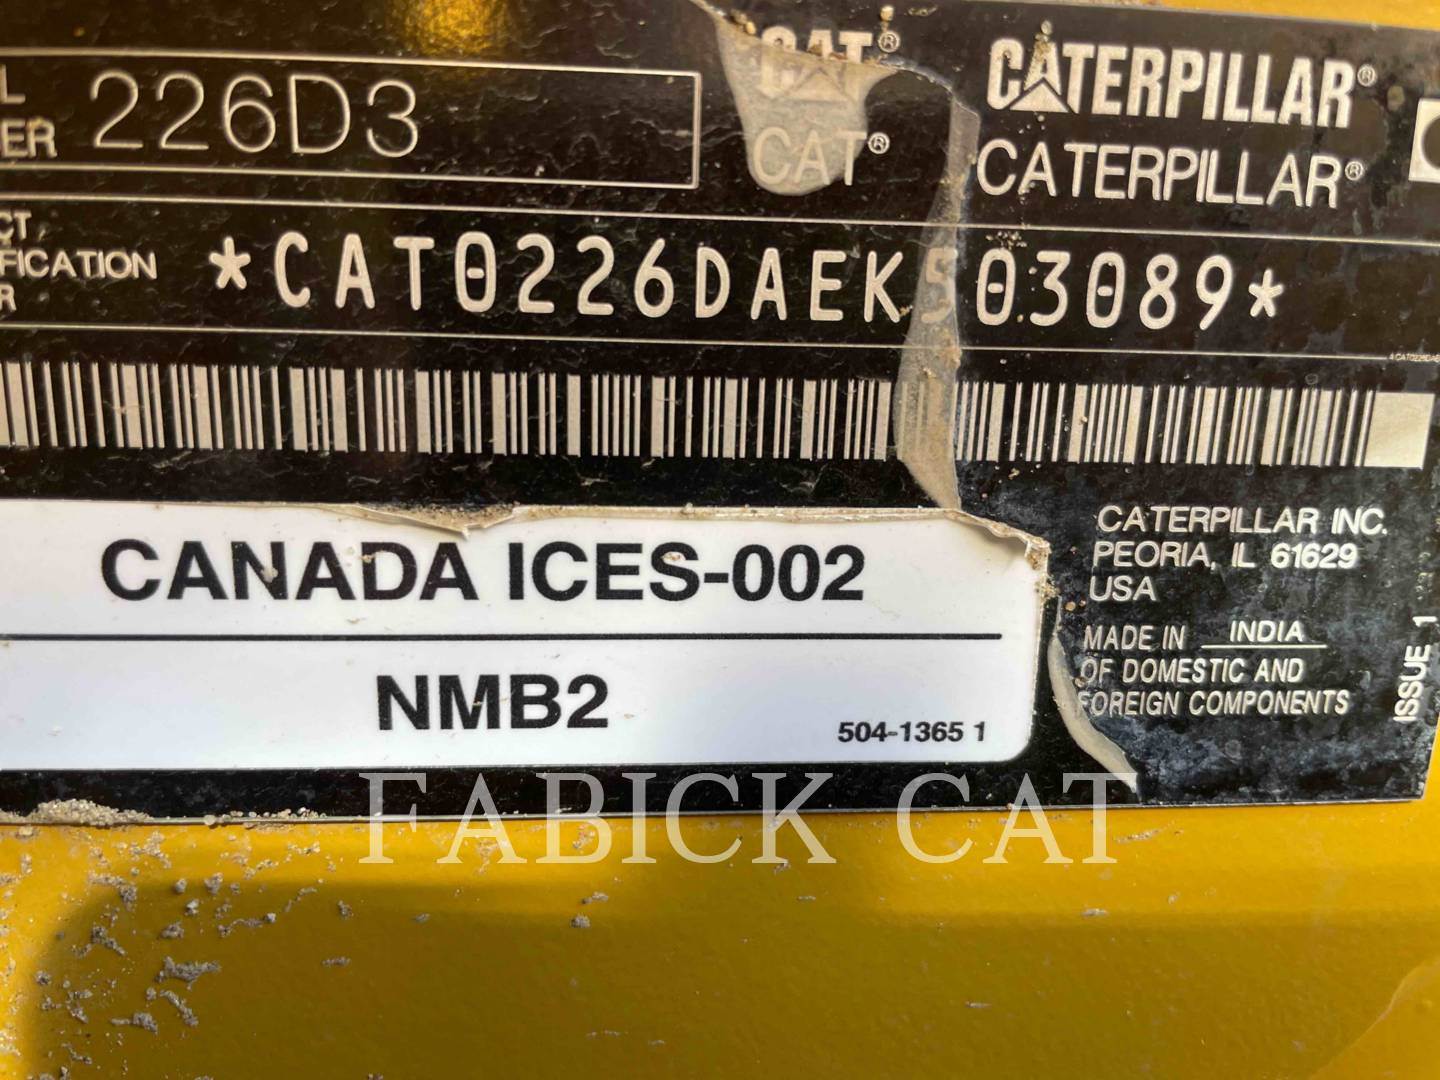 L
ER 226D3
CAT®
CAT®
CATERPILLAR®
CATERPILLAR®
CT
FICATION
R
*CAT0226DAEK503089*
CANADA ICES-002
NMB2
504-1365 1
CATERPILLAR INC.
PEORIA, IL 61629
USA
MADE IN INDIA
OF DOMESTIC AND
FOREIGN COMPONENTS
ISSUE 1
FABICK CAT